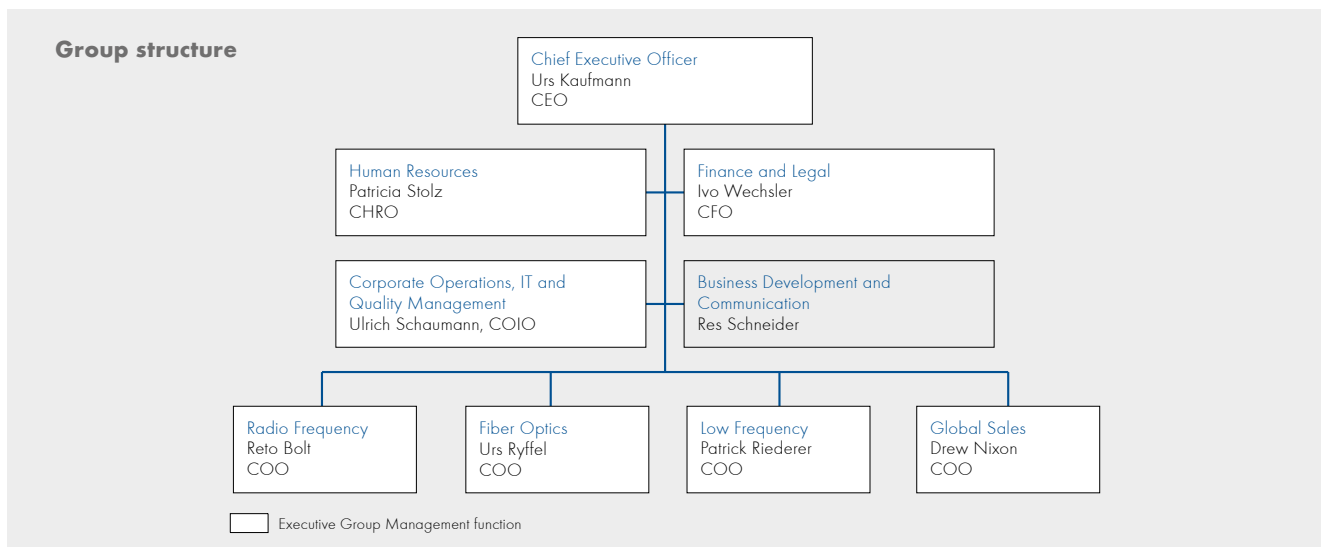 Group structure
Chief Executive Officer
Urs Kaufmann
CEO
Human Resources
Patricia Stolz
CHRO
Finance and Legal
Ivo Wechsler
CFO
Corporate Operations, IT and
Quality Management
Ulrich Schaumann, COIO
Business Development and
Communication
Res Schneider
Radio Frequency
Reto Bolt
COO
Fiber Optics
Urs Ryffel
COO
Low Frequency
Patrick Riederer
COO
Global Sales
Drew Nixon
COO
Executive Group Management function